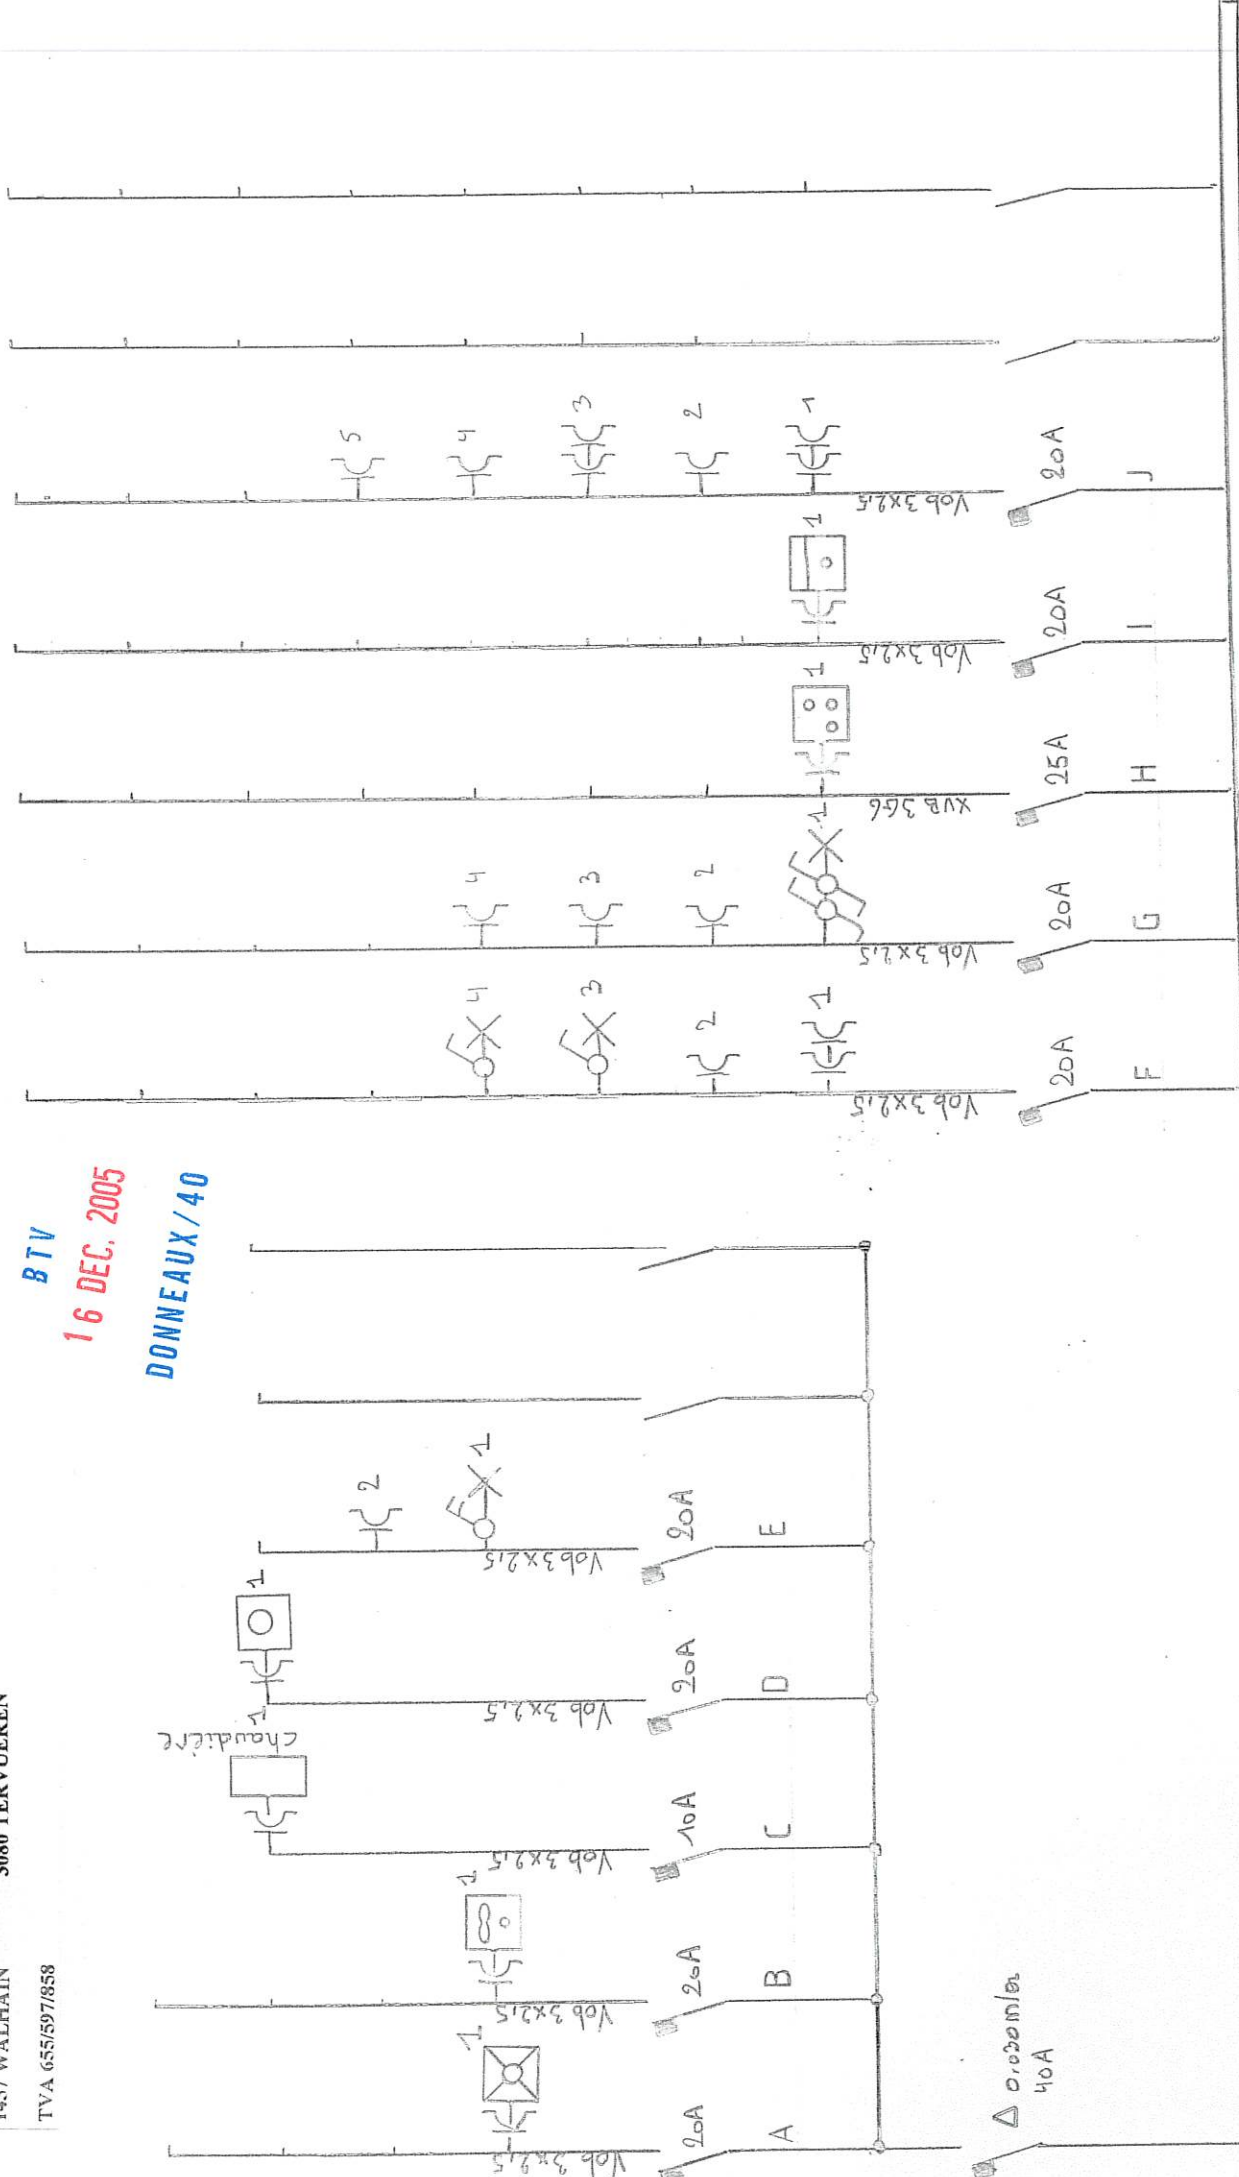 1457 WALHAIN
3080 TERVUEREN
TVA 655/597/858
BTV
16 DEC. 2005
DONNEAUX/40
1
Vob 3x2,5
20A
A
1
Vob 3x2,5
20A
B
chaudière
1
Vob 3x2,5
10A
C
1
Vob 3x2,5
20A
D
2
1
Vob 3x2,5
20A
E
4
3
2
1
Vob 3x2,5
20A
F
4
3
2
1
Vob 3x2,5
20A
G
1
XVB 3G6
25A
H
1
Vob 3x2,5
20A
I
5
4
3
2
1
Vob 3x2,5
20A
J
Δ 0.030m/a
40A